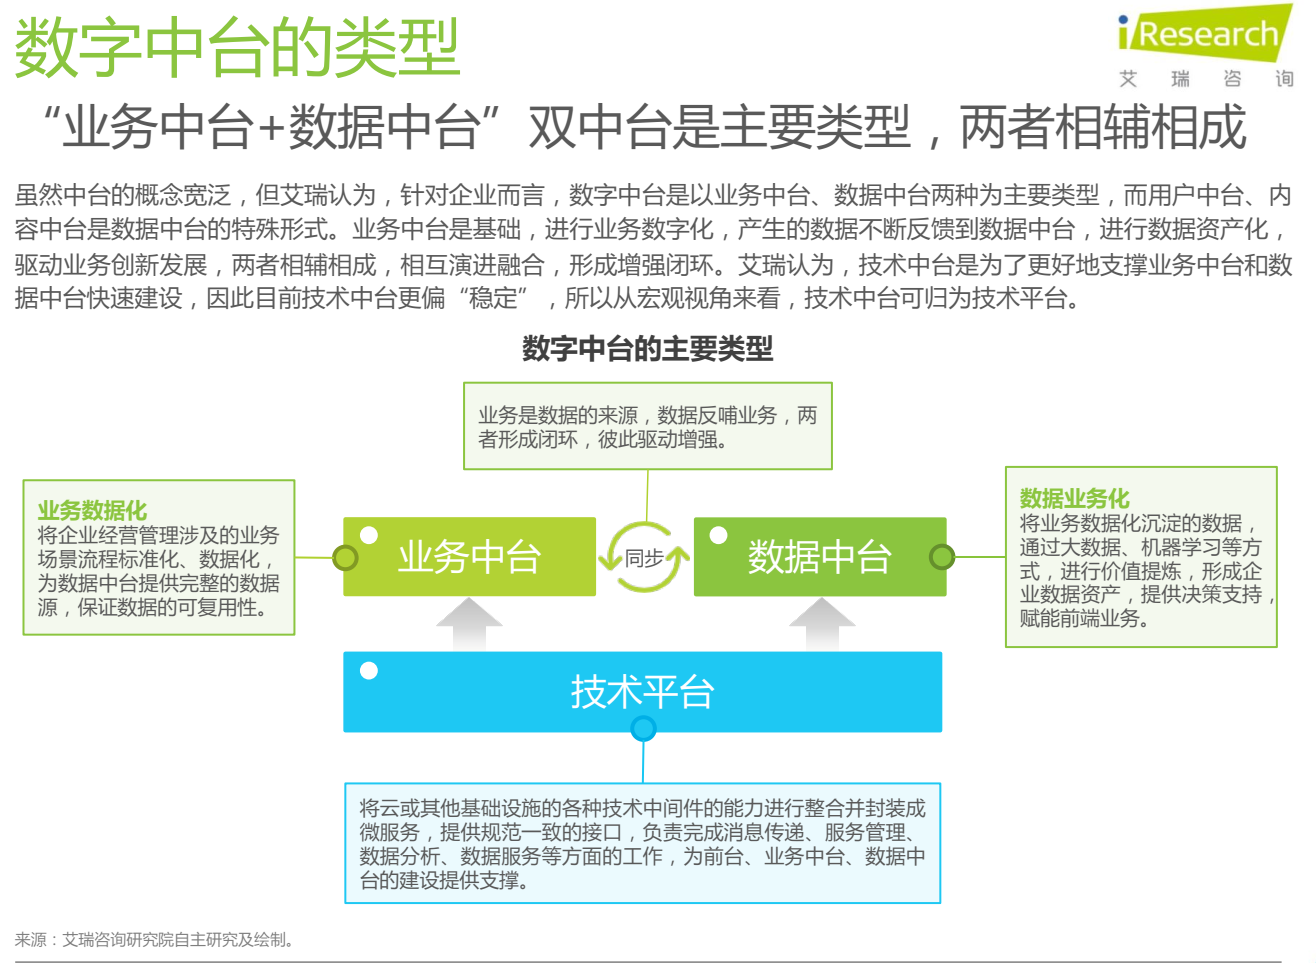 数字中台的类型
iResearch
艾瑞咨询
“业务中台+数据中台”双中台是主要类型，两者相辅相成
虽然中台的概念宽泛，但艾瑞认为，针对企业而言，数字中台是以业务中台、数据中台两种为主要类型，而用户中台、内
容中台是数据中台的特殊形式。业务中台是基础，进行业务数字化，产生的数据不断反馈到数据中台，进行数据资产化，
驱动业务创新发展，两者相辅相成，相互演进融合，形成增强闭环。艾瑞认为，技术中台是为了更好地支撑业务中台和数
据中台快速建设，因此目前技术中台更偏“稳定”，所以从宏观视角来看，技术中台可归为技术平台。
数字中台的主要类型
业务是数据的来源，数据反哺业务，两
者形成闭环，彼此驱动增强。
业务数据化
将企业经营管理涉及的业务
场景流程标准化、数据化，
为数据中台提供完整的数据
源，保证数据的可复用性。
业务中台
同步
数据中台
数据业务化
将业务数据化沉淀的数据，
通过大数据、机器学习等方
式，进行价值提炼，形成企
业数据资产，提供决策支持，
赋能前端业务。
技术平台
将云或其他基础设施的各种技术中间件的能力进行整合并封装成
微服务，提供规范一致的接口，负责完成消息传递、服务管理、
数据分析、数据服务等方面的工作，为前台、业务中台、数据中
台的建设提供支撑。
来源：艾瑞咨询研究院自主研究及绘制。